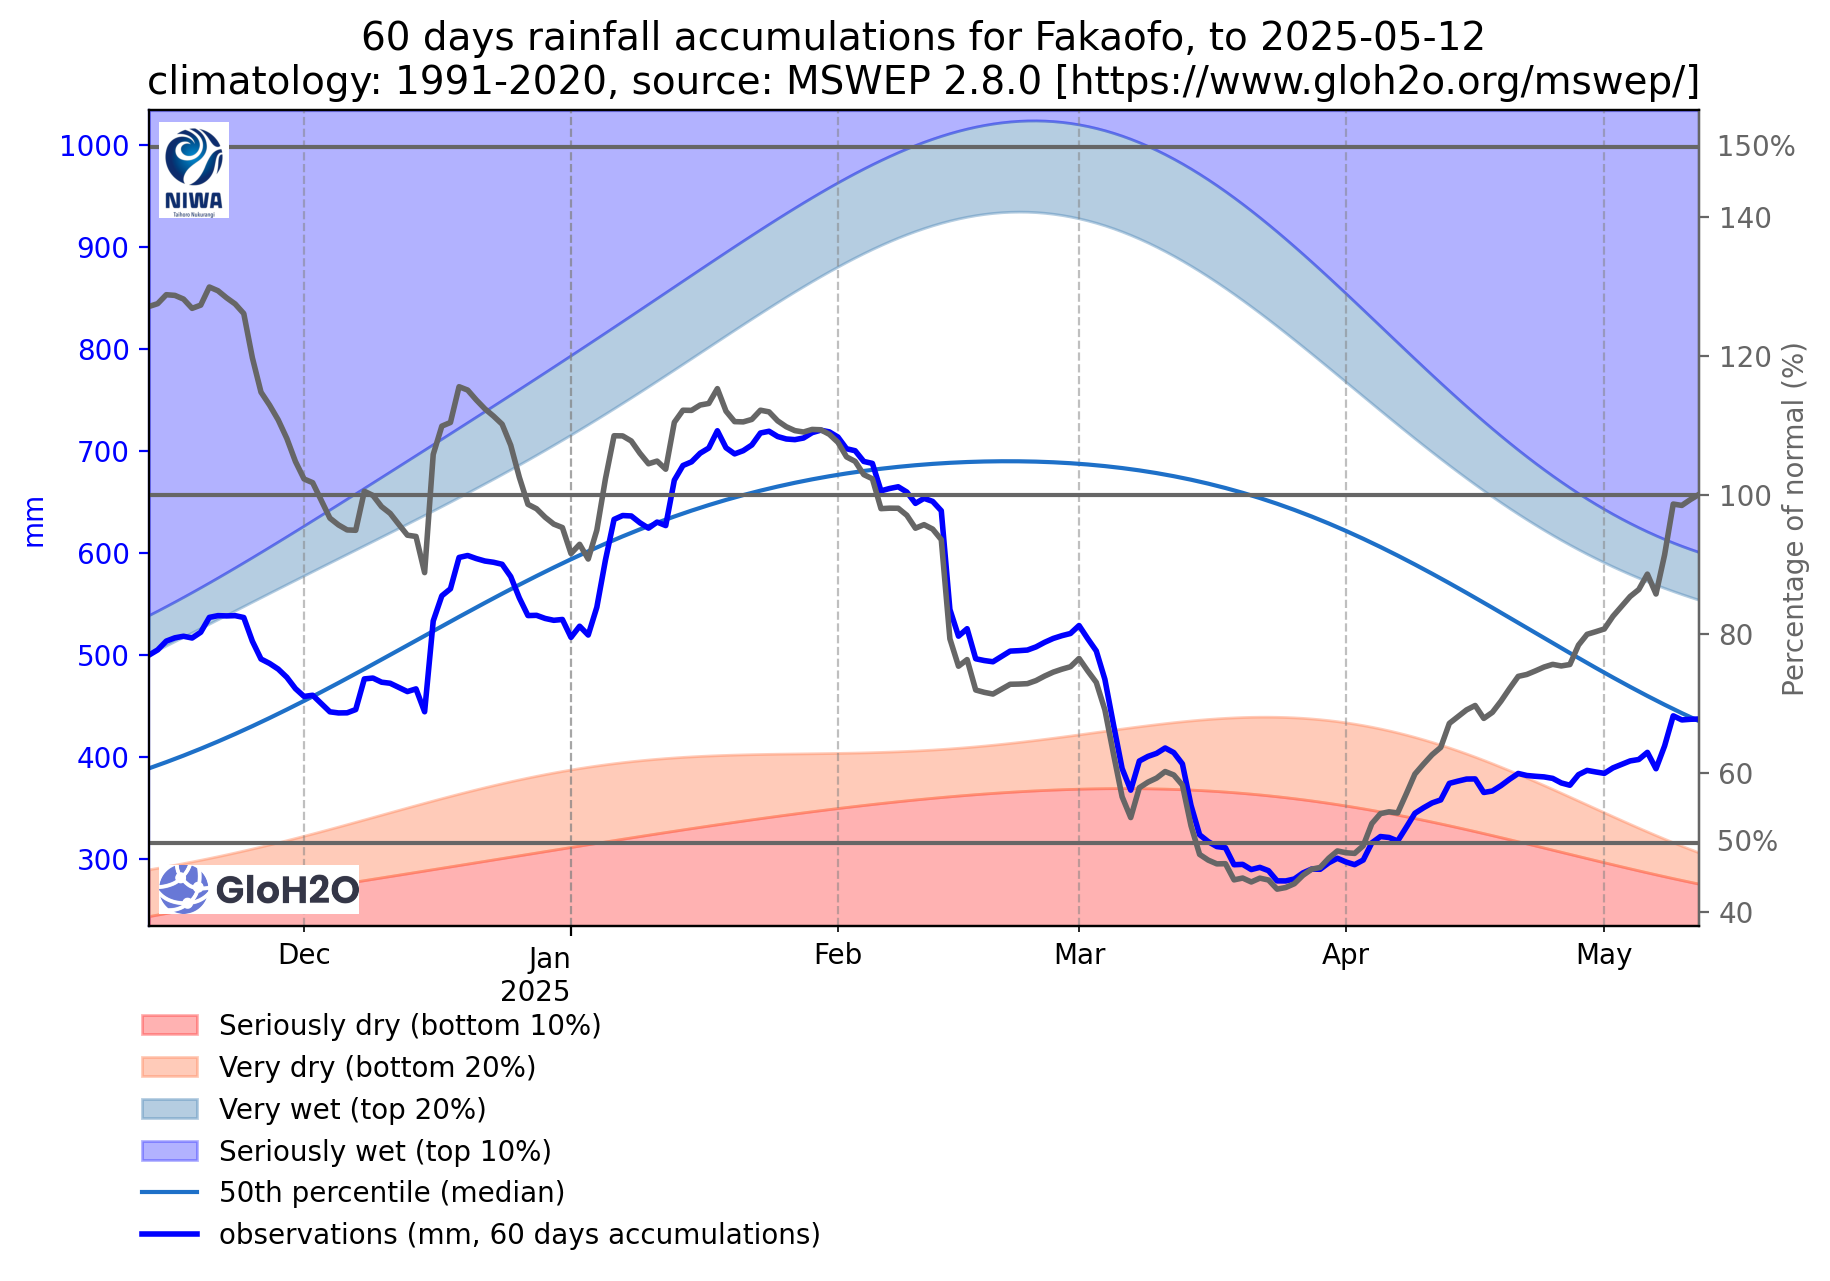 60 days rainfall accumulations for Fakaofo, to 2025-05-12
climatology: 1991-2020, source: MSWEP 2.8.0 [https://www.gloh2o.org/mswep/]
NIWA
Taihoro Nukurangi
1000
900
800
700
600
500
400
300
mm
150%
140
120
100
80
60
50%
40
Percentage of normal (%)
GloH2O
Dec
Jan
2025
Feb
Mar
Apr
May
Seriously dry (bottom 10%)
Very dry (bottom 20%)
Very wet (top 20%)
Seriously wet (top 10%)
50th percentile (median)
observations (mm, 60 days accumulations)